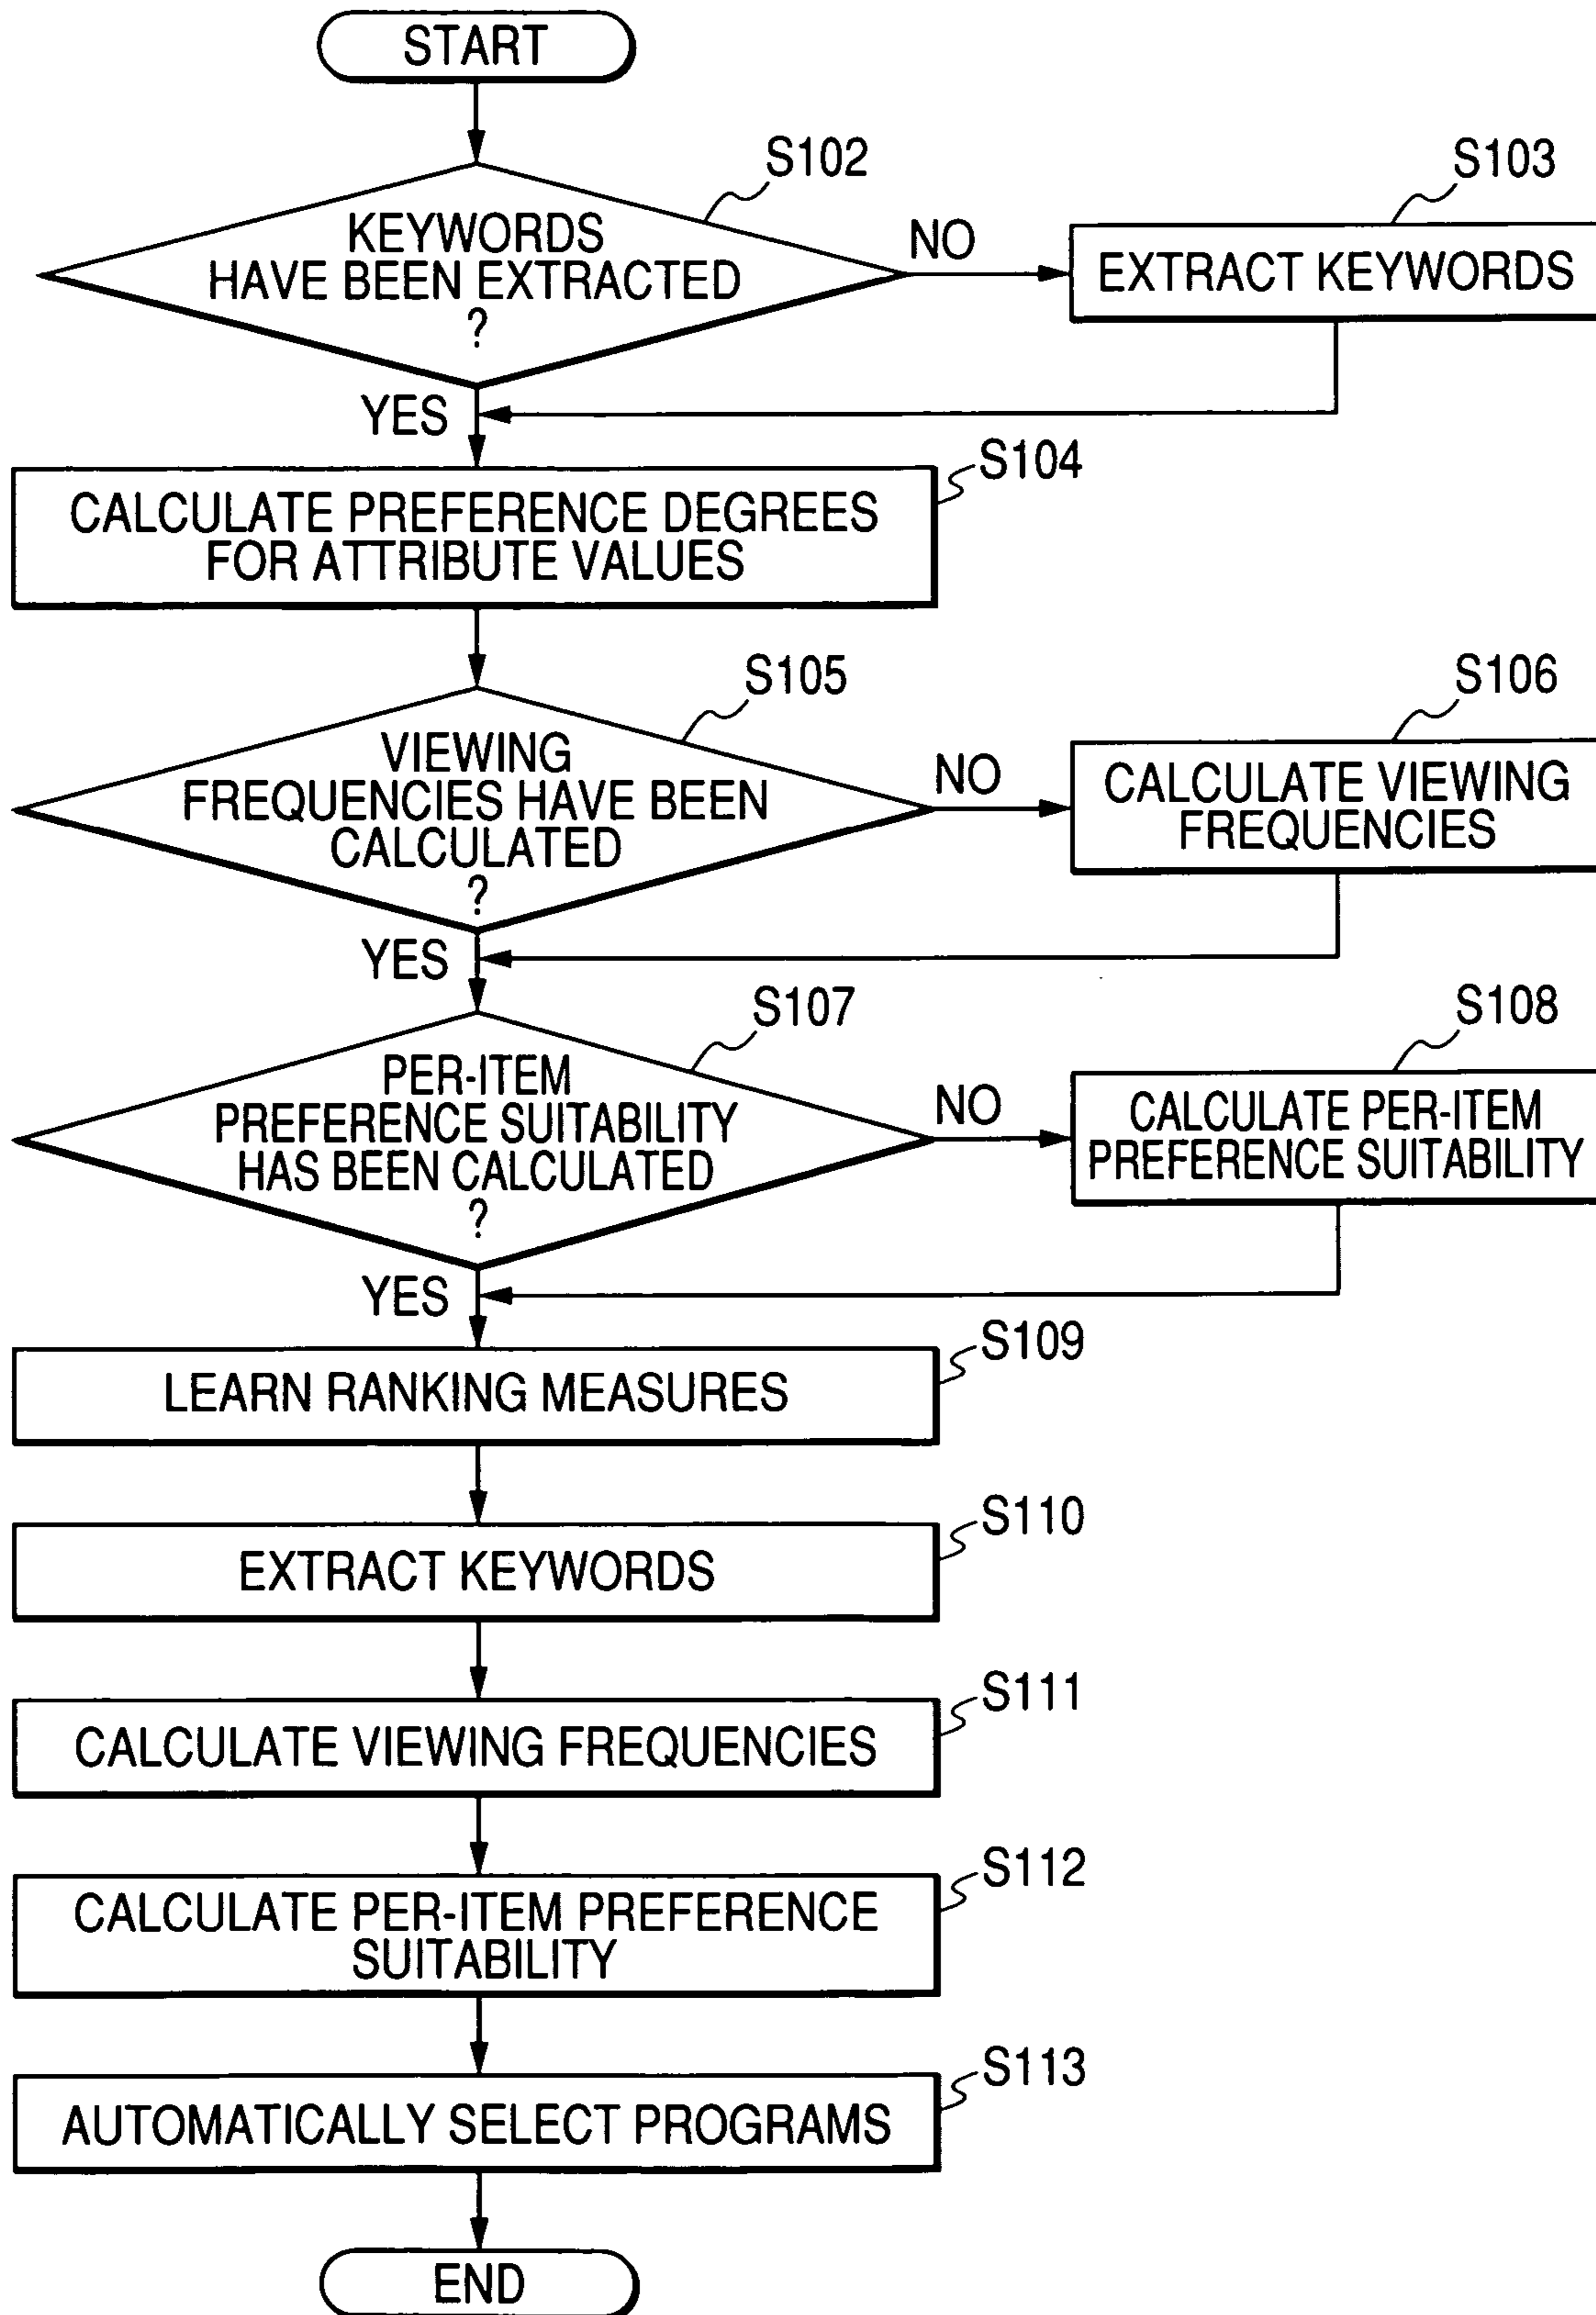 START
S102
KEYWORDS
HAVE BEEN EXTRACTED
?
NO
S103
EXTRACT KEYWORDS
YES
S104
CALCULATE PREFERENCE DEGREES
FOR ATTRIBUTE VALUES
S105
VIEWING
FREQUENCIES HAVE BEEN
CALCULATED
?
NO
S106
CALCULATE VIEWING
FREQUENCIES
YES
S107
PER-ITEM
PREFERENCE SUITABILITY
HAS BEEN CALCULATED
?
NO
S108
CALCULATE PER-ITEM
PREFERENCE SUITABILITY
YES
S109
LEARN RANKING MEASURES
S110
EXTRACT KEYWORDS
S111
CALCULATE VIEWING FREQUENCIES
S112
CALCULATE PER-ITEM PREFERENCE
SUITABILITY
S113
AUTOMATICALLY SELECT PROGRAMS
END